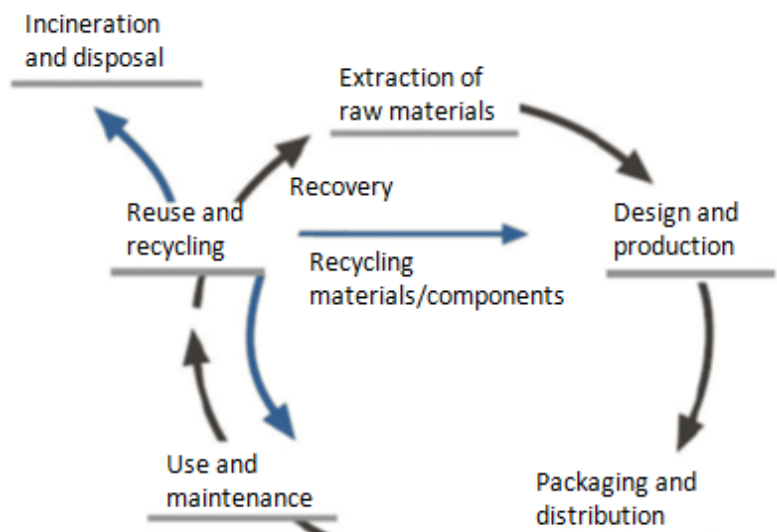 Incineration
and disposal
Extraction of
raw materials
Recovery
Reuse and
recycling
Design and
production
Recycling
materials/components
Use and
maintenance
Packaging and
distribution